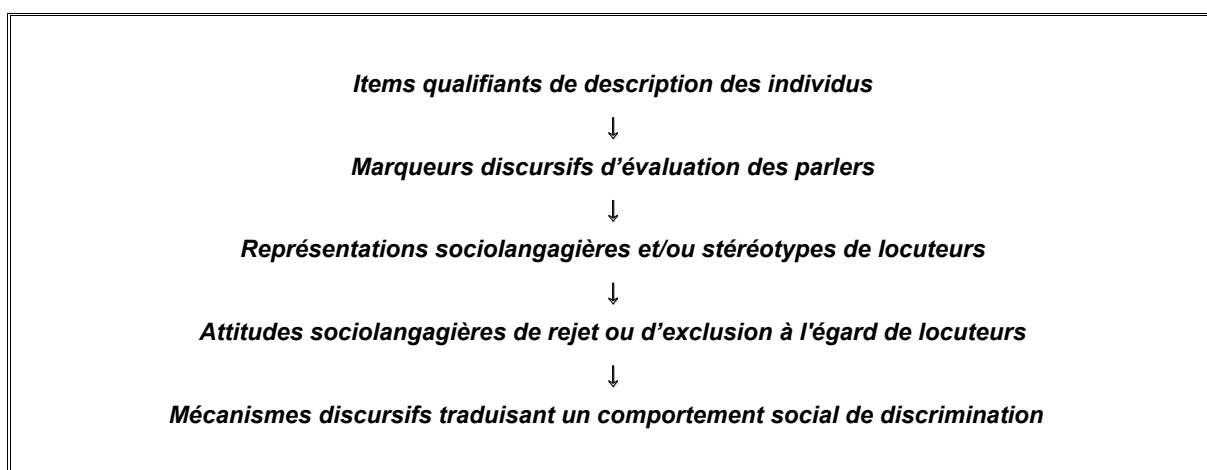 Items qualifiants de description des individus
↓
Marqueurs discursifs d’évaluation des parlers
↓
Représentations sociolangagières et/ou stéréotypes de locuteurs
↓
Attitudes sociolangagières de rejet ou d’exclusion à l'égard de locuteurs
↓
Mécanismes discursifs traduisant un comportement social de discrimination